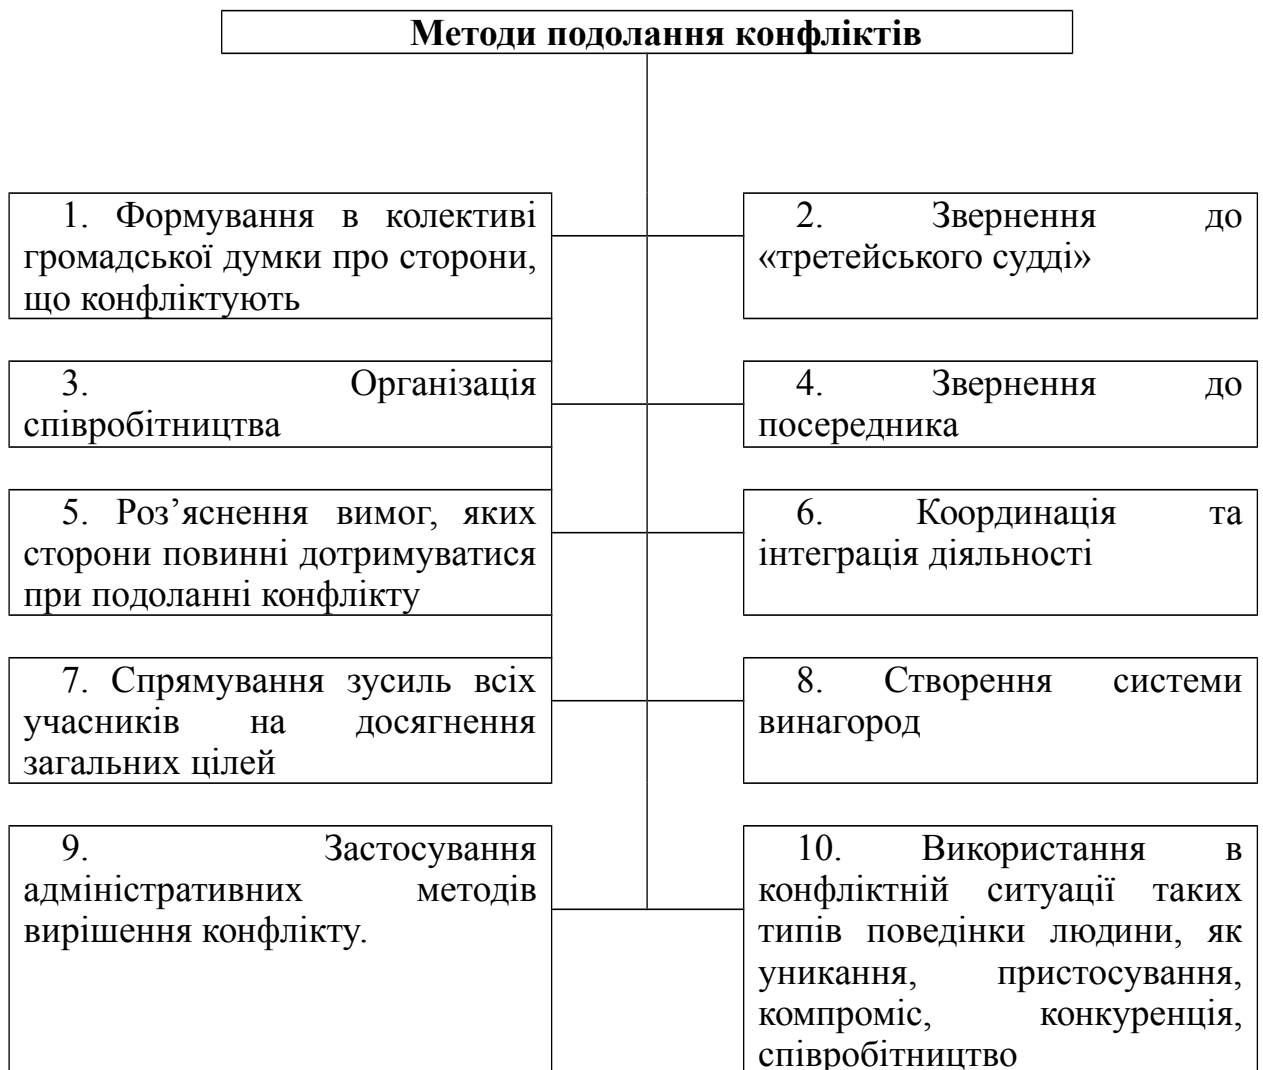 Методи подолання конфліктів
1. Формування в колективі
громадської думки про сторони,
що конфліктують
2. Звернення до
«третейського судді»
3. Організація
співробітництва
4. Звернення до
посередника
5. Роз’яснення вимог, яких
сторони повинні дотримуватися
при подоланні конфлікту
6. Координація та
інтеграція діяльності
7. Спрямування зусиль всіх
учасників на досягнення
загальних цілей
8. Створення системи
винагород
9. Застосування
адміністративних методів
вирішення конфлікту.
10. Використання в
конфліктній ситуації таких
типів поведінки людини, як
уникання, пристосування,
компроміс, конкуренція,
співробітництво